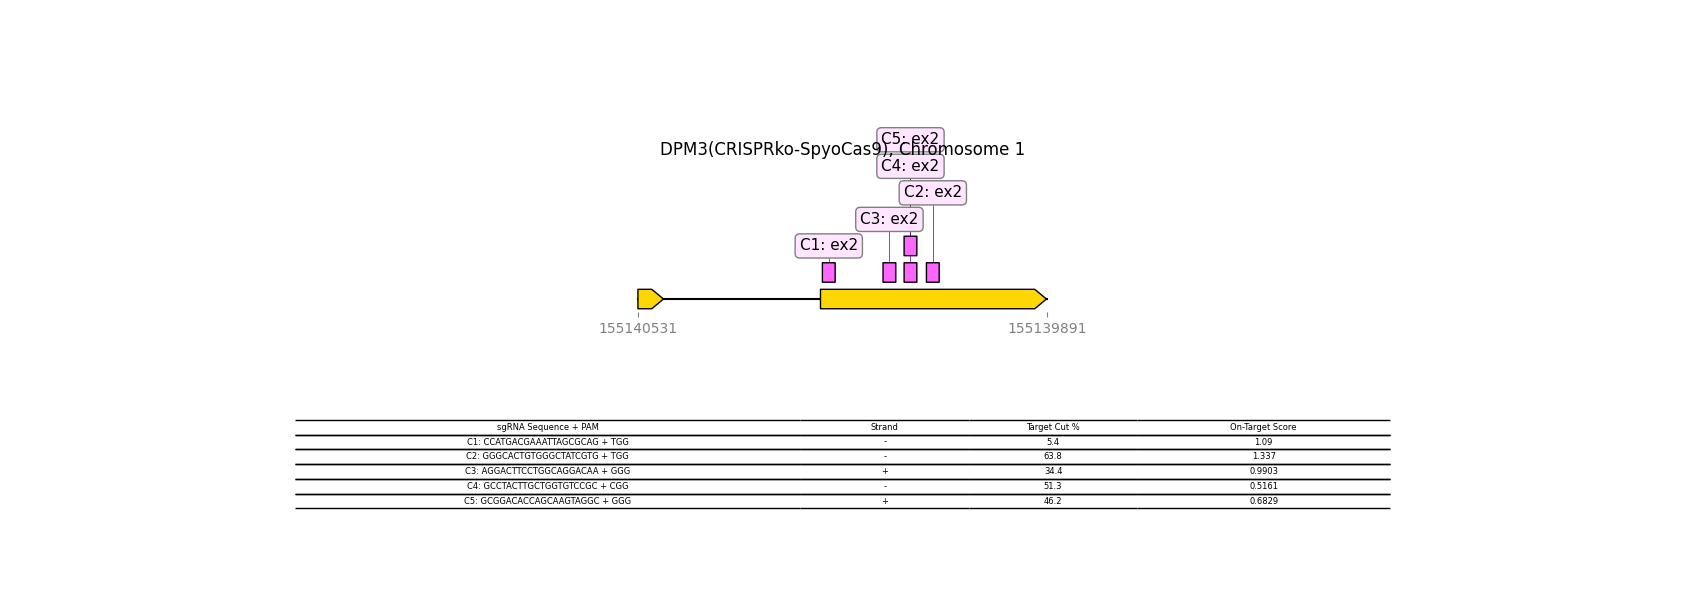 C5: ex2
DPM3(CRISPRko-SpyoCas9), Chromosome 1
C4: ex2
C2: ex2
C3: ex2
C1: ex2
155140531 155139891
sgRNA Sequence + PAM Strand Target Cut % On-Target Score
C1: CCATGACGAAATTAGCGCAG + TGG - 5.4 1.09
C2: GGGCACTGTGGGCTATCGTG + TGG - 63.8 1.337
C3: AGGACTTCCTGGCAGGACAA + GGG + 34.4 0.9903
C4: GCCTACTTGCTGGTGTCCGC + CGG - 51.3 0.5161
C5: GCGGACACCAGCAAGTAGGC + GGG + 46.2 0.6829